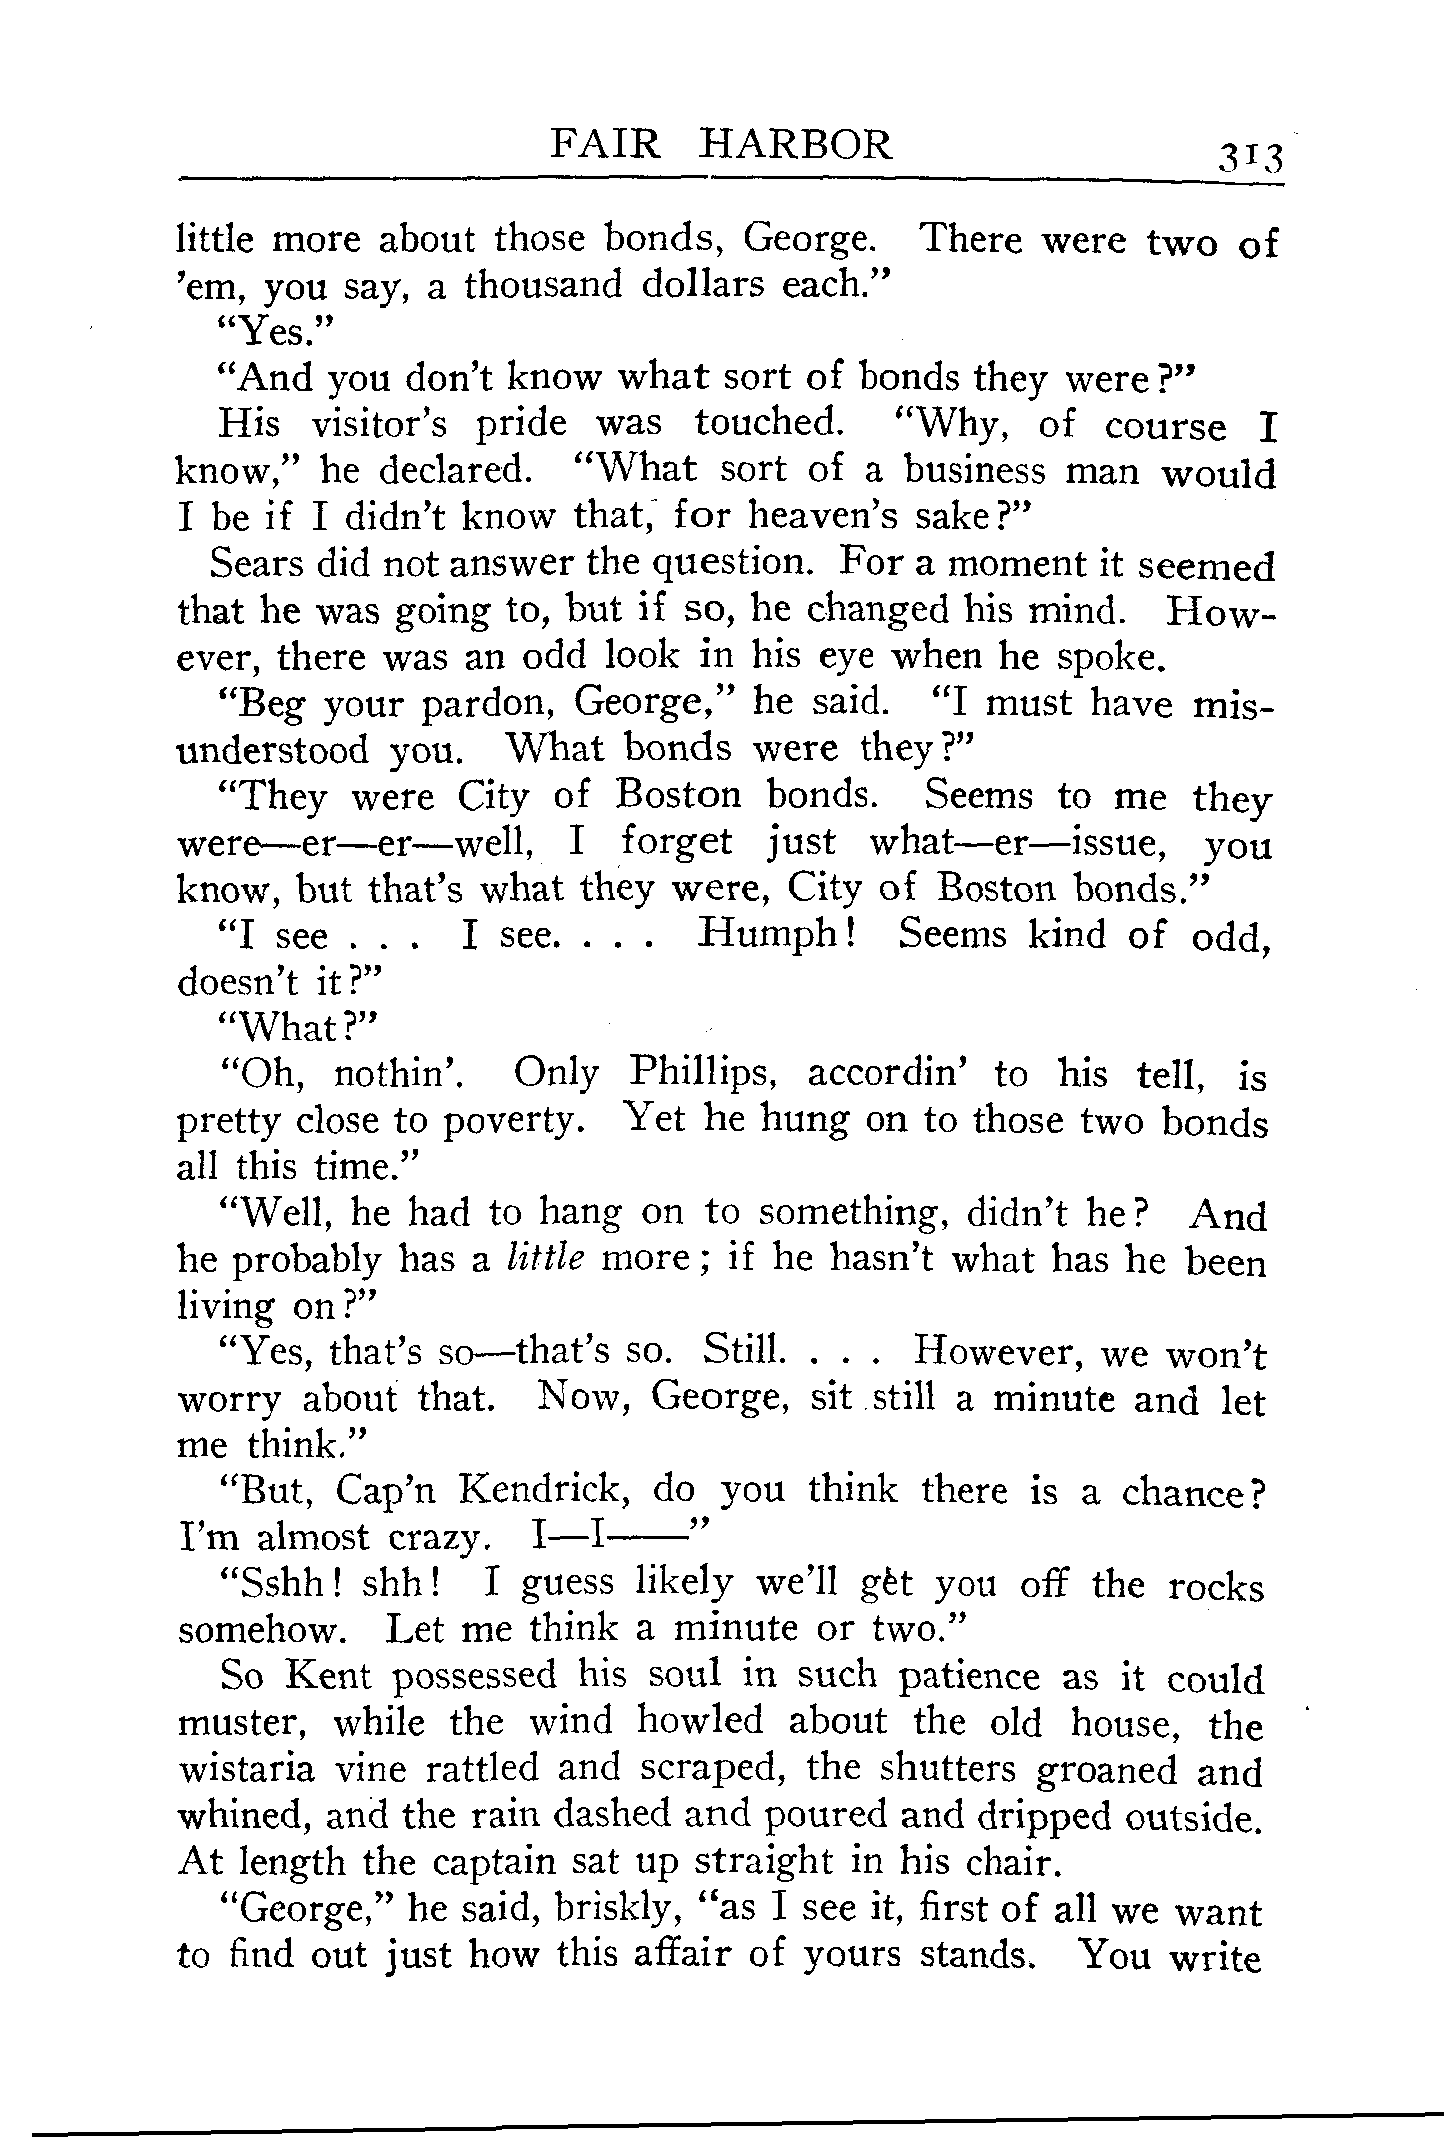 FAIR HARBOR 313
little more about those bonds, George. There were two of
’em, you say, a thousand dollars each.”
“Yes.”
“And you don’t know what sort of bonds they were?”
His visitor’s pride was touched. “Why, of course I
know,” he declared. “What sort of a business man would
I be if I didn’t know that, for heaven’s sake?”
Sears did not answer the question. For a moment it seemed
that he was going to, but if so, he changed his mind. How-
ever, there was an odd look in his eye when he spoke.
“Beg your pardon, George,” he said. “I must have mis-
understood you. What bonds were they?”
“They were City of Boston bonds. Seems to me they
were—er—er—well, I forget just what—er—issue, you
know, but that’s what they were, City of Boston bonds.”
“I see . . . I see. . . . Humph! Seems kind of odd,
doesn’t it?”
“What?”
“Oh, nothin’. Only Phillips, accordin’ to his tell, is
pretty close to poverty. Yet he hung on to those two bonds
all this time.”
“Well, he had to hang on to something, didn’t he? And
he probably has a little more; if he hasn’t what has he been
living on?”
“Yes, that’s so—that’s so. Still. . . . However, we won’t
worry about that. Now, George, sit still a minute and let
me think.”
“But, Cap’n Kendrick, do you think there is a chance?
I’m almost crazy. I—I——”
“Sshh! shh! I guess likely we’ll get you off the rocks
somehow. Let me think a minute or two.”
So Kent possessed his soul in such patience as it could
muster, while the wind howled about the old house, the
wistaria vine rattled and scraped, the shutters groaned and
whined, and the rain dashed and poured and dripped outside.
At length the captain sat up straight in his chair.
“George,” he said, briskly, “as I see it, first of all we want
to find out just how this affair of yours stands. You write